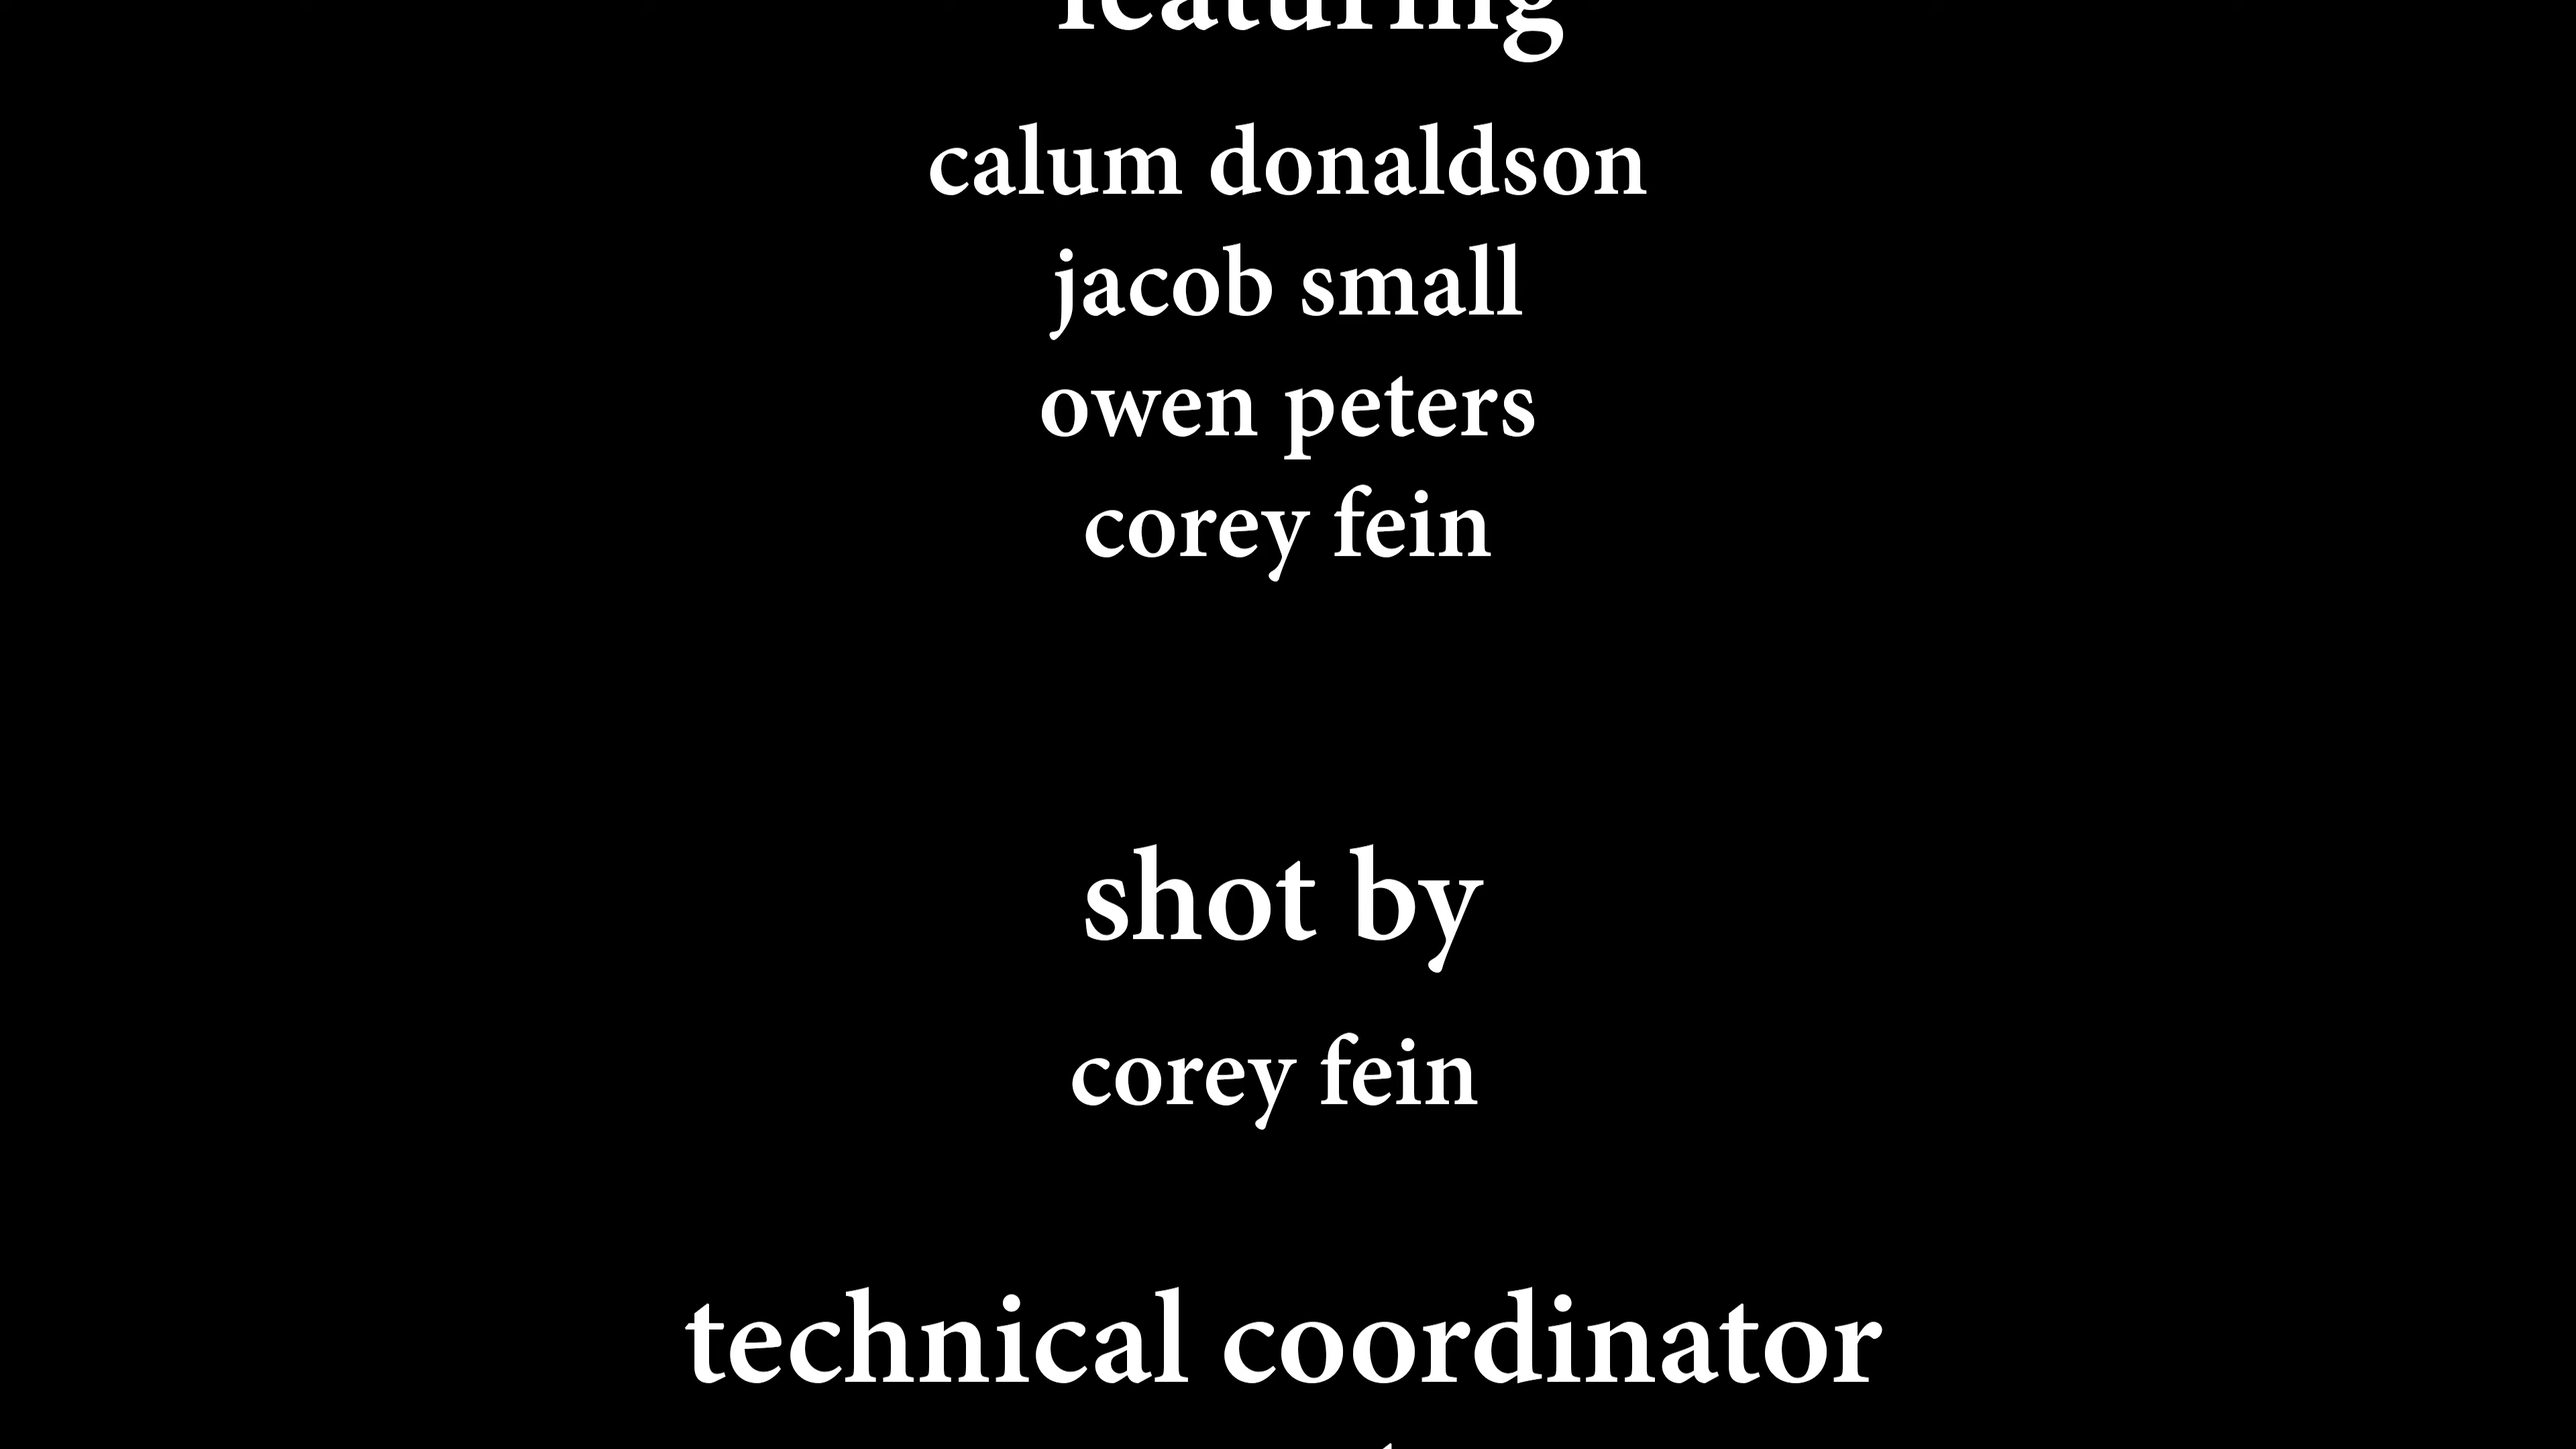 featuring
calum donaldson
jacob small
owen peters
corey fein
shot by
corey fein
technical coordinator